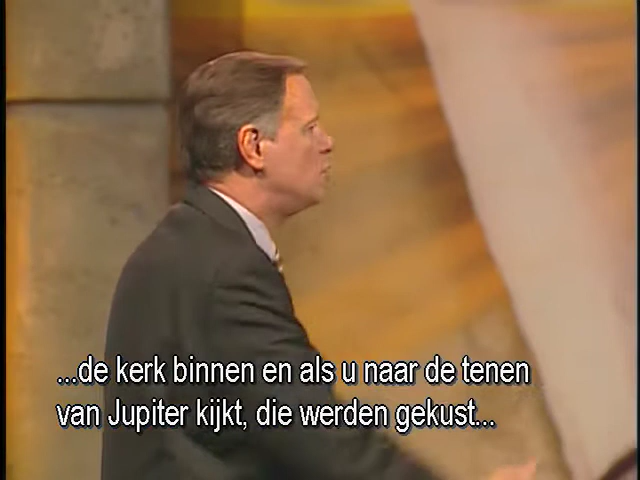 ...de kerk binnen en als u naar de tenen
van Jupiter kijkt, die werden gekust...